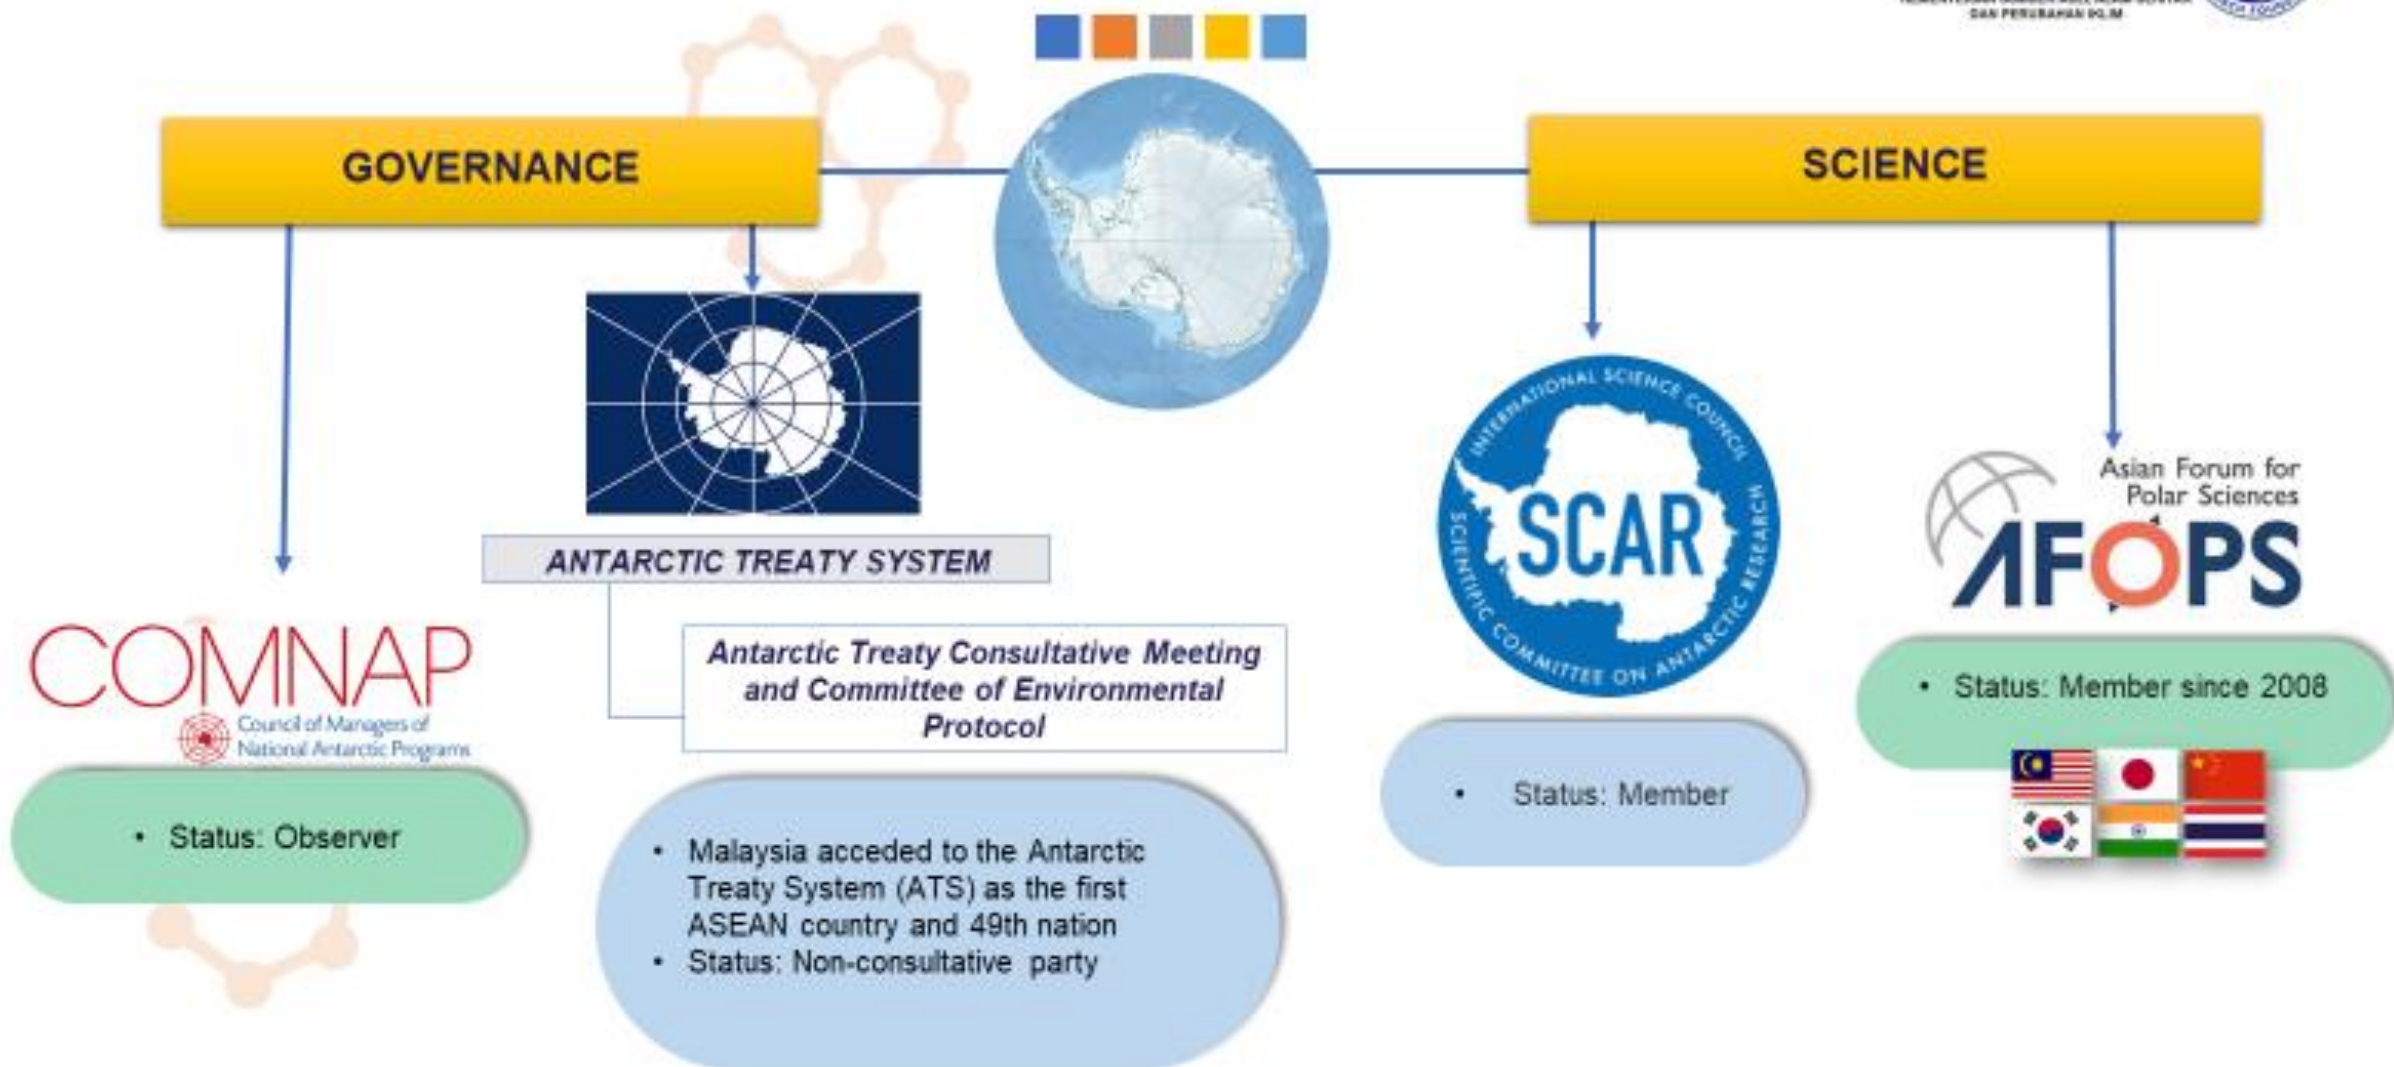 DAN PERUBAHAN IKLIM
GOVERNANCE
SCIENCE
ANTARCTIC TREATY SYSTEM
Antarctic Treaty Consultative Meeting
and Committee of Environmental
Protocol
COMNAP
Council of Managers of
National Antarctic Programs
• Status: Observer
• Malaysia acceded to the Antarctic
Treaty System (ATS) as the first
ASEAN country and 49th nation
• Status: Non-consultative party
INTERNATIONAL SCIENCE COUNCIL
SCAR
SCIENTIFIC COMMITTEE ON ANTARCTIC RESEARCH
• Status: Member
Asian Forum for
Polar Sciences
AFOPS
• Status: Member since 2008